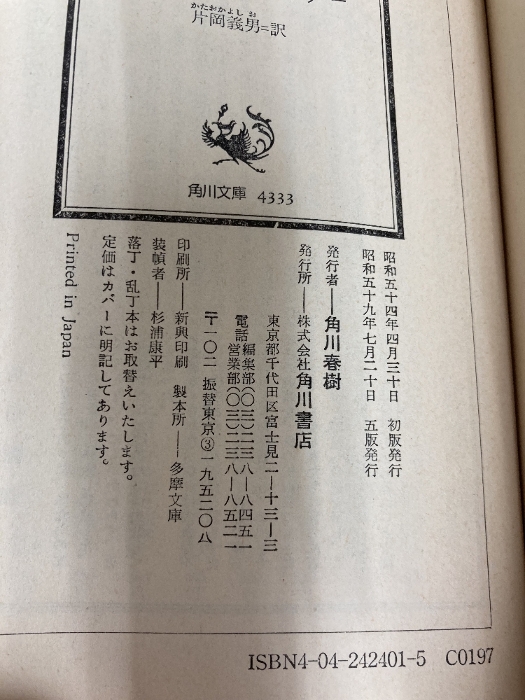 かたおかよしお
片岡義男=訳
角川文庫 4333
昭和五十四年四月三十日 初版発行
昭和五十九年七月二十日 五版発行
発行者――角川春樹
発行所――株式会社角川書店
東京都千代田区富士見二―十三―三
電話編集部(〇三)二三八―八四五一
営業部(〇三)二三八―八五二一
〒一〇二 振替東京③一九五二〇八
印刷所――新興印刷 製本所――多摩文庫
装幀者――杉浦康平
落丁・乱丁本はお取替えいたします。
定価はカバーに明記してあります。
Printed in Japan
ISBN4-04-242401-5 C0197